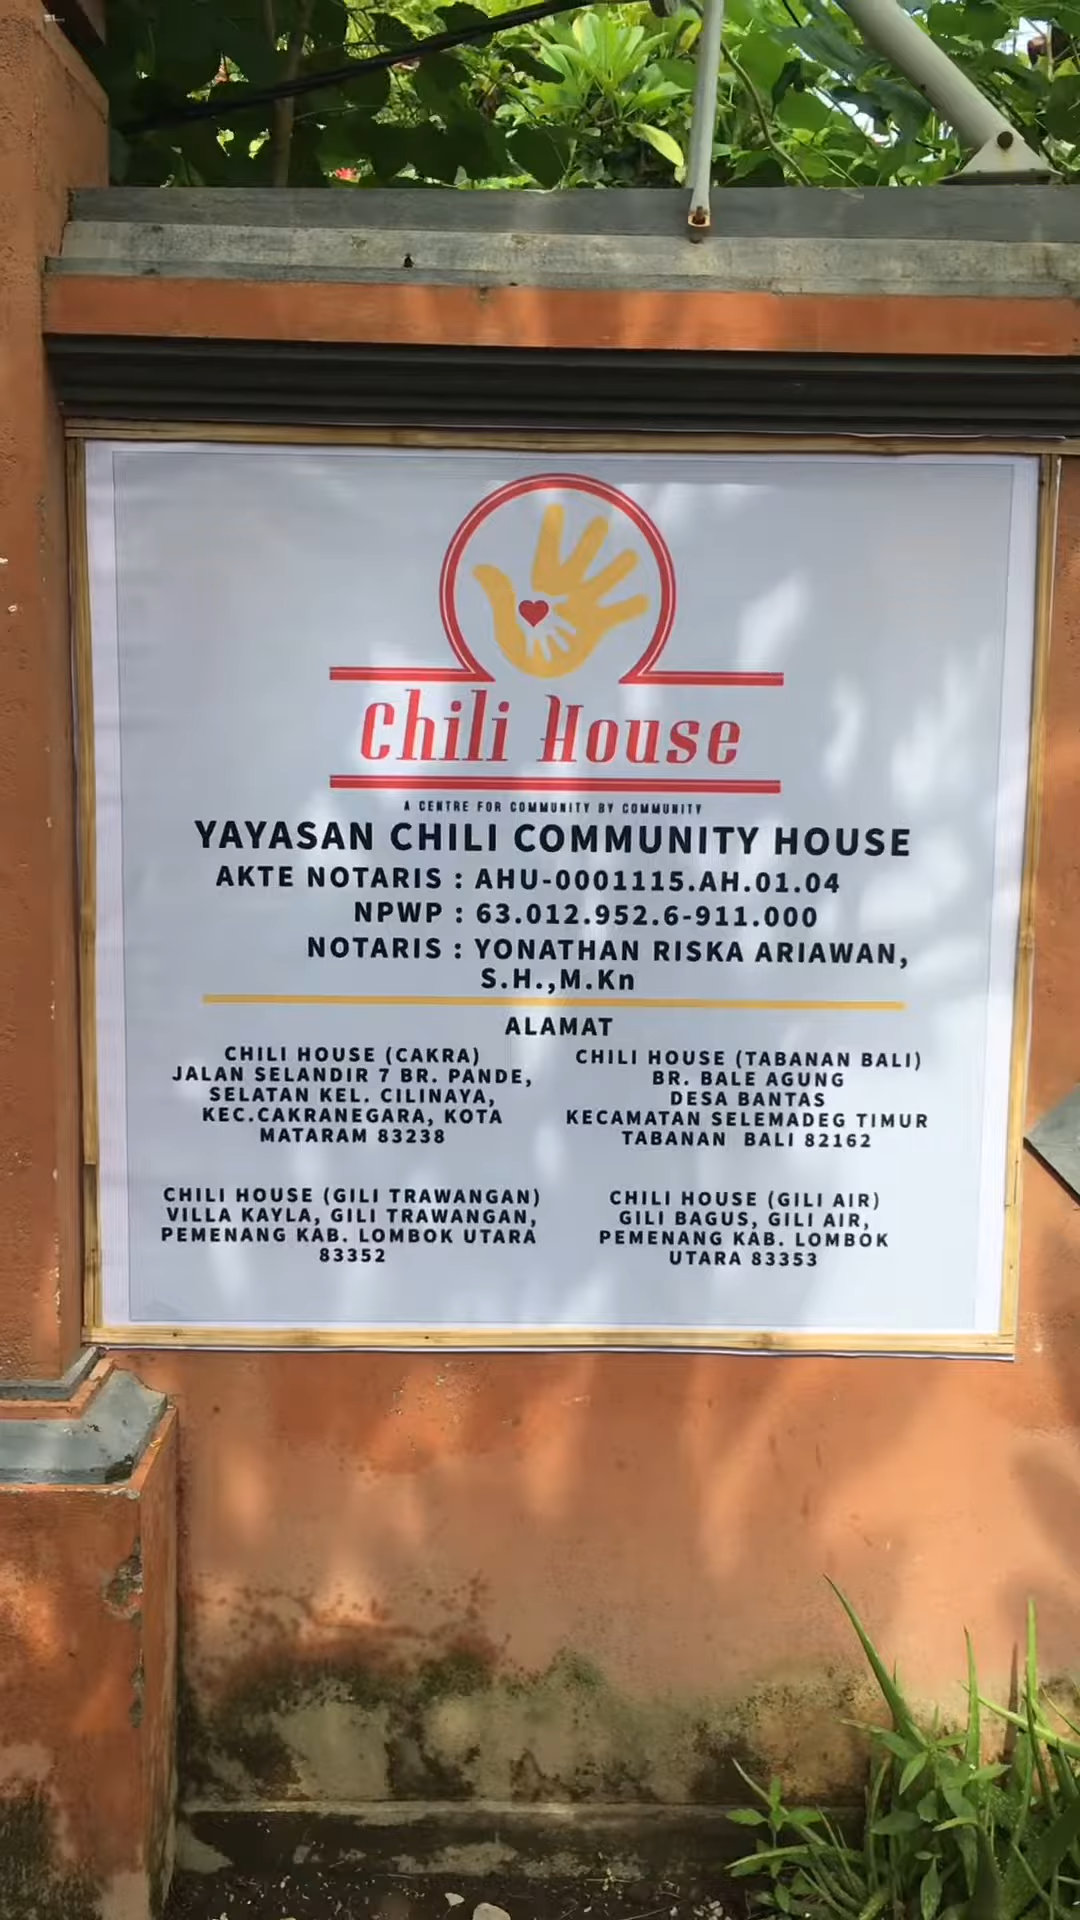 Chili House
A CENTRE FOR COMMUNITY BY COMMUNITY
YAYASAN CHILI COMMUNITY HOUSE
AKTE NOTARIS : AHU-0001115.AH.01.04
NPWP : 63.012.952.6-911.000
NOTARIS : YONATHAN RISKA ARIAWAN,
S.H.,M.Kn
ALAMAT
CHILI HOUSE (CAKRA)
JALAN SELANDIR 7 BR. PANDE,
SELATAN KEL. CILINAYA,
KEC.CAKRANEGARA, KOTA
MATARAM 83238
CHILI HOUSE (TABANAN BALI)
BR. BALE AGUNG
DESA BANTAS
KECAMATAN SELEMADEG TIMUR
TABANAN BALI 82162
CHILI HOUSE (GILI TRAWANGAN)
VILLA KAYLA, GILI TRAWANGAN,
PEMENANG KAB. LOMBOK UTARA
83352
CHILI HOUSE (GILI AIR)
GILI BAGUS, GILI AIR,
PEMENANG KAB. LOMBOK
UTARA 83353